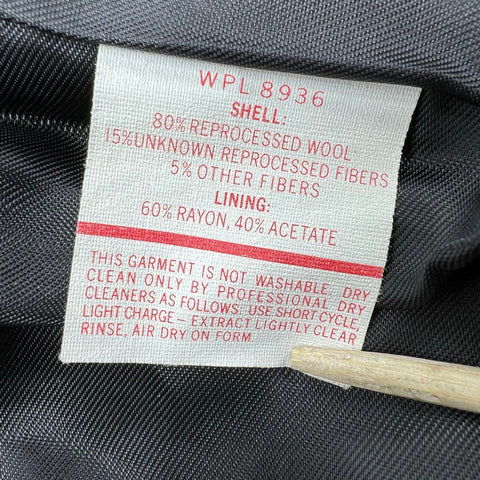 WPL 8936
SHELL:
80% REPROCESSED WOOL
15% UNKNOWN REPROCESSED FIBERS
5% OTHER FIBERS
LINING:
60% RAYON, 40% ACETATE
THIS GARMENT IS NOT WASHABLE, DRY
CLEAN ONLY BY PROFESSIONAL DRY
CLEANERS AS FOLLOWS: USE SHORT CYCLE,
LIGHT CHARGE — EXTRACT LIGHTLY CLEAR
RINSE, AIR DRY ON FORM